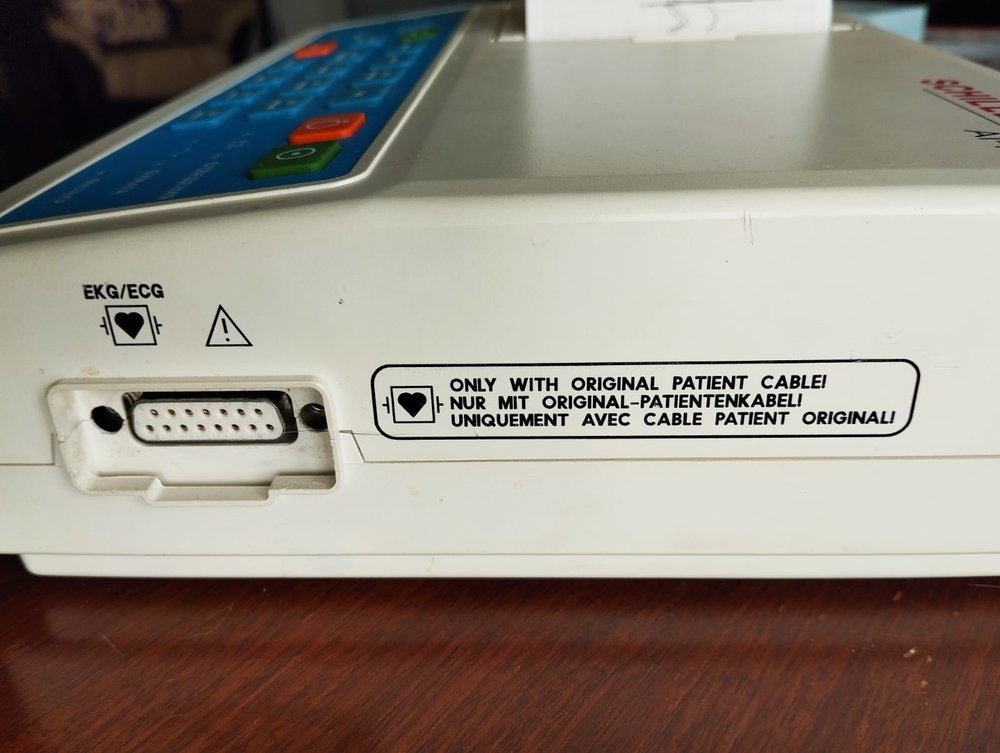 EKG/ECG
ONLY WITH ORIGINAL PATIENT CABLE!
NUR MIT ORIGINAL-PATIENTENKABEL!
UNIQUEMENT AVEC CABLE PATIENT ORIGINAL!